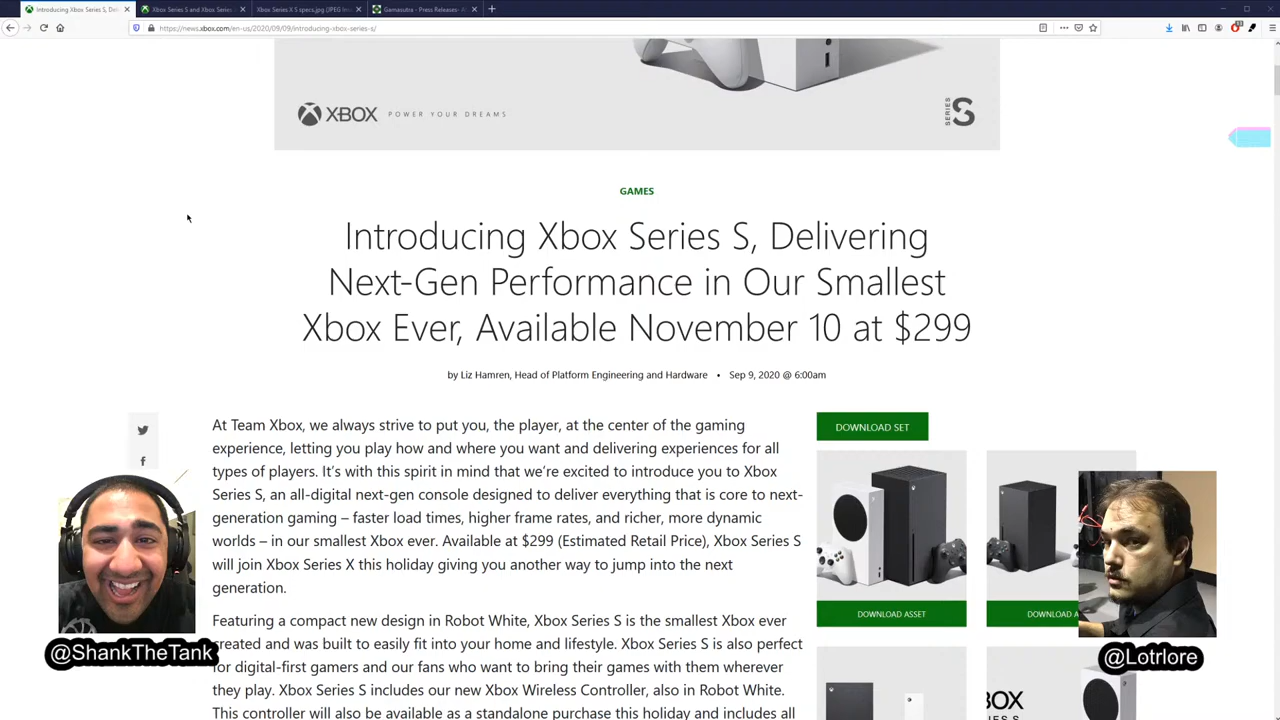 Introducing Xbox Series S, Del
Xbox Series S and Xbox Series
Xbox X S specs.jpg (JPEG Im
Gamasutra - Press Releases- A
https://news.xbox.com/en-us/2020/09/09/introducing-xbox-series-s/
XBOX
POWER YOUR DREAMS
SERIES S
GAMES
Introducing Xbox Series S, Delivering
Next-Gen Performance in Our Smallest
Xbox Ever, Available November 10 at $299
by Liz Hamren, Head of Platform Engineering and Hardware • Sep 9, 2020 @ 6:00am
At Team Xbox, we always strive to put you, the player, at the center of the gaming
experience, letting you play how and where you want and delivering experiences for all
types of players. It's with this spirit in mind that we're excited to introduce you to Xbox
Series S, an all-digital next-gen console designed to deliver everything that is core to next-
generation gaming – faster load times, higher frame rates, and richer, more dynamic
worlds – in our smallest Xbox ever. Available at $299 (Estimated Retail Price), Xbox Series S
will join Xbox Series X this holiday giving you another way to jump into the next
generation.
Featuring a compact new design in Robot White, Xbox Series S is the smallest Xbox ever
created and was built to easily fit into your home and lifestyle. Xbox Series S is also perfect
for digital-first gamers and our fans who want to bring their games with them wherever
they play. Xbox Series S includes our new Xbox Wireless Controller, also in Robot White.
This controller will also be available as a standalone purchase this holiday and includes all
DOWNLOAD SET
DOWNLOAD ASSET
DOWNLOAD A
BOX
SERIES S
@ShankTheTank
@Lotrlore